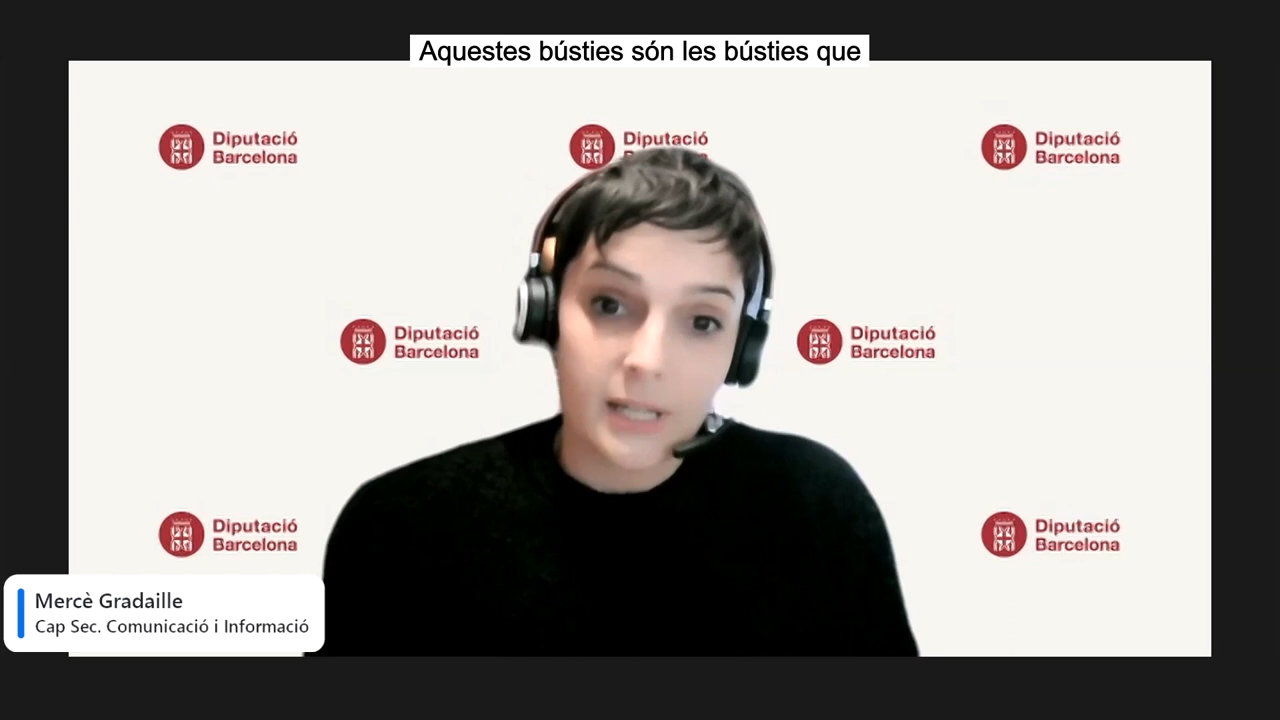 Aquestes bústies són les bústies que
Diputació
Barcelona
Diputació
Diputació
Barcelona
Diputació
Barcelona
Diputació
Barcelona
Diputació
Barcelona
Diputació
Barcelona
Mercè Gradaille
Cap Sec. Comunicació i Informació